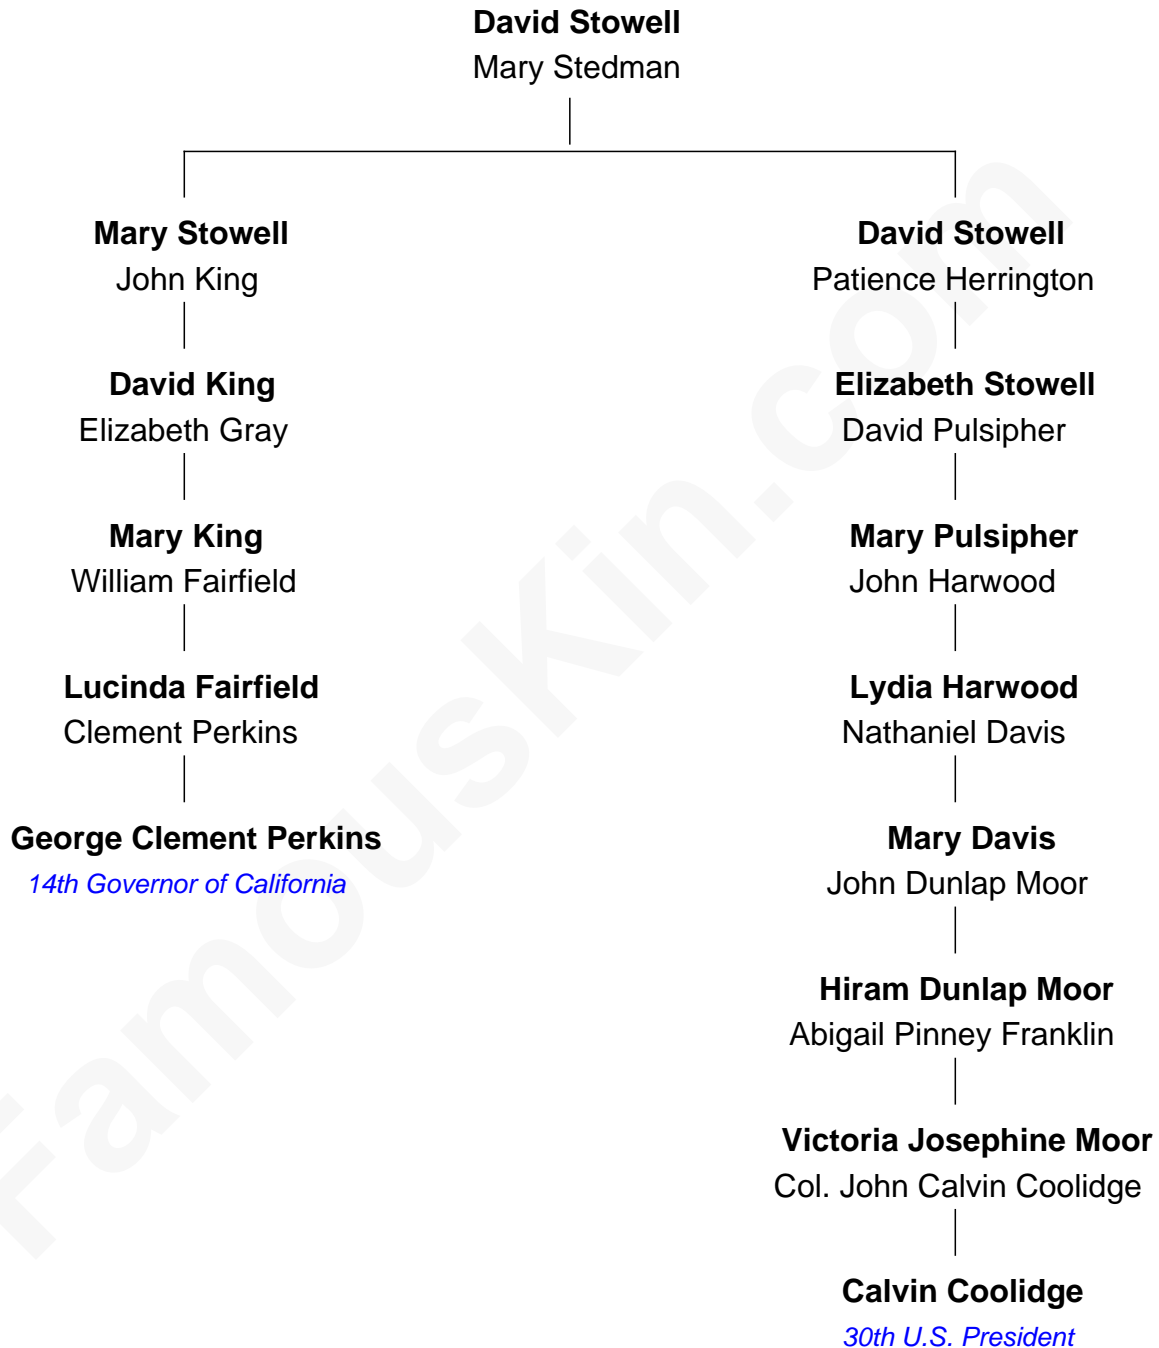 David Stowell
Mary Stedman
Mary Stowell
John King
David King
Elizabeth Gray
Mary King
William Fairfield
Lucinda Fairfield
Clement Perkins
George Clement Perkins
14th Governor of California
David Stowell
Patience Herrington
Elizabeth Stowell
David Pulsipher
Mary Pulsipher
John Harwood
Lydia Harwood
Nathaniel Davis
Mary Davis
John Dunlap Moor
Hiram Dunlap Moor
Abigail Pinney Franklin
Victoria Josephine Moor
Col. John Calvin Coolidge
Calvin Coolidge
30th U.S. President
FamousKin.com